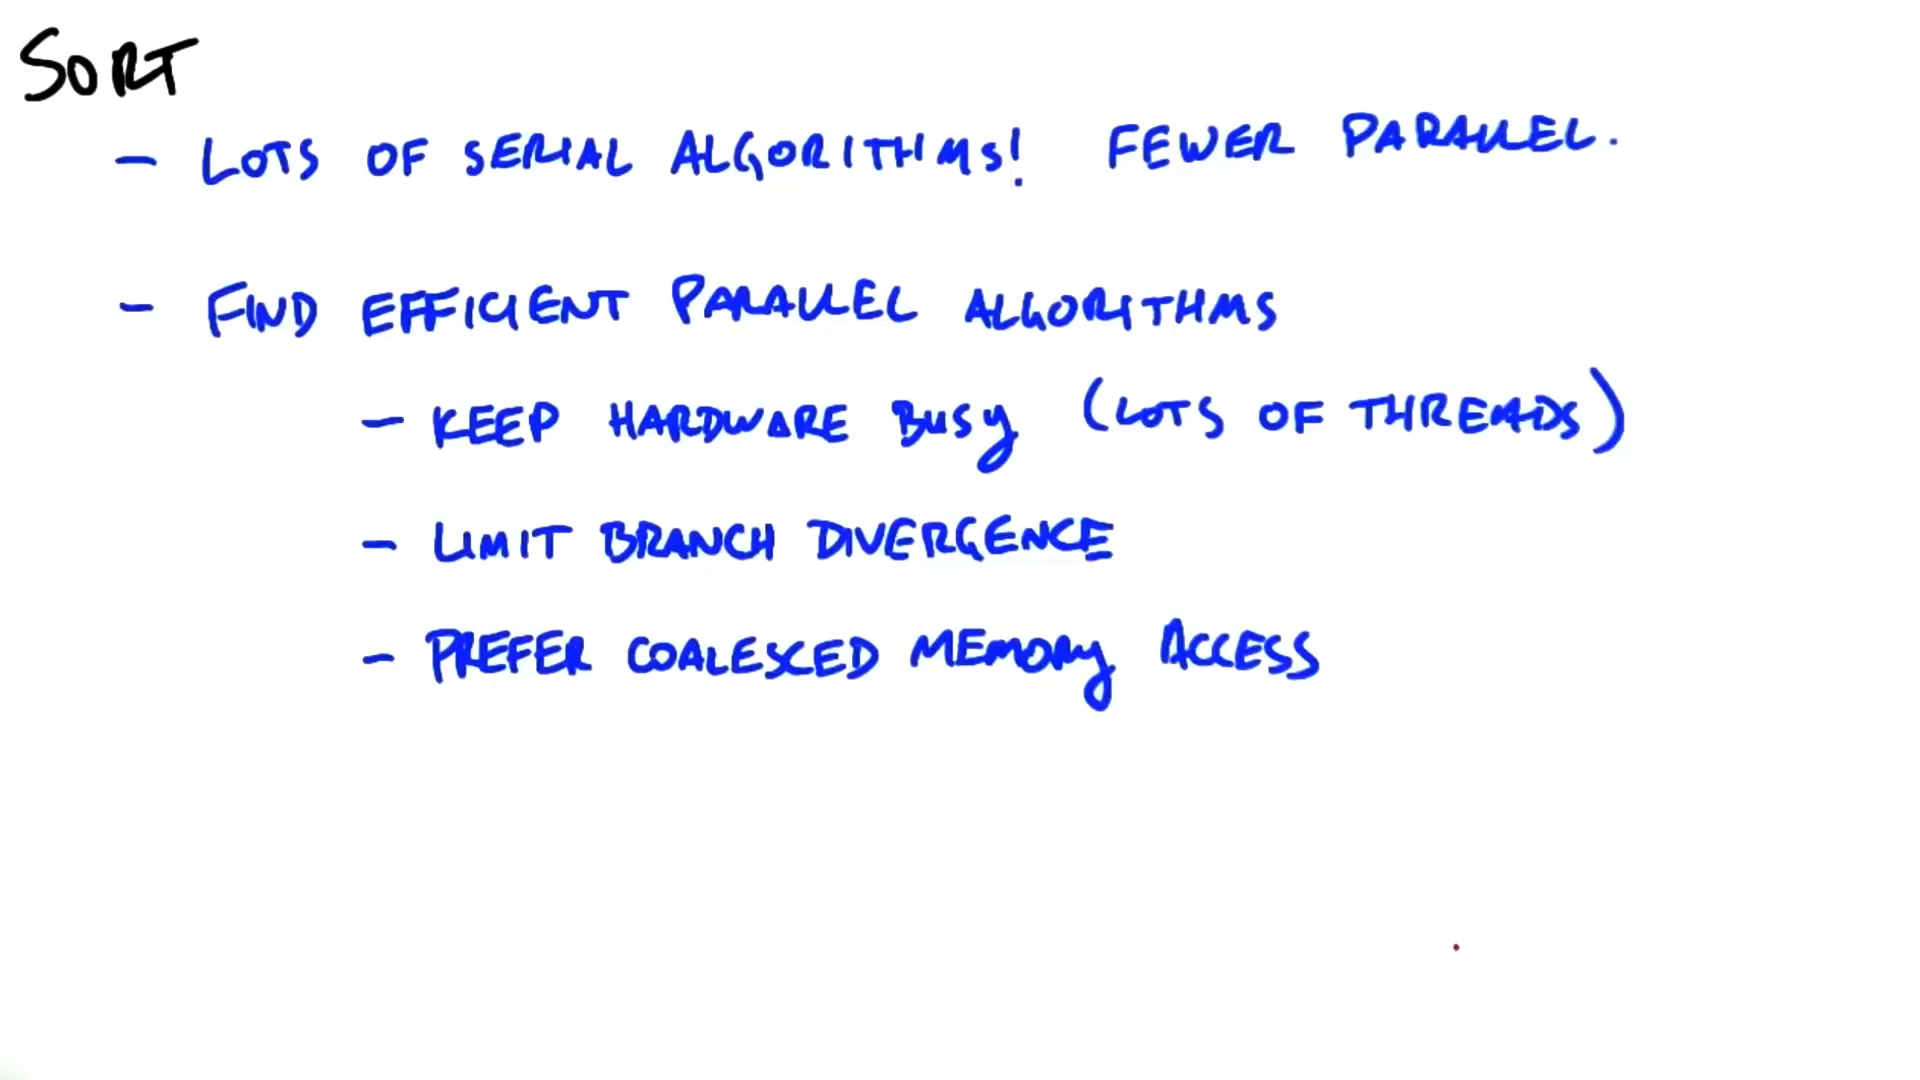 SORT
- LOTS OF SERIAL ALGORITHMS! FEWER PARALLEL.
- FIND EFFICIENT PARALLEL ALGORITHMS
- KEEP HARDWARE BUSY (LOTS OF THREADS)
- LIMIT BRANCH DIVERGENCE
- PREFER COALESCED MEMORY ACCESS